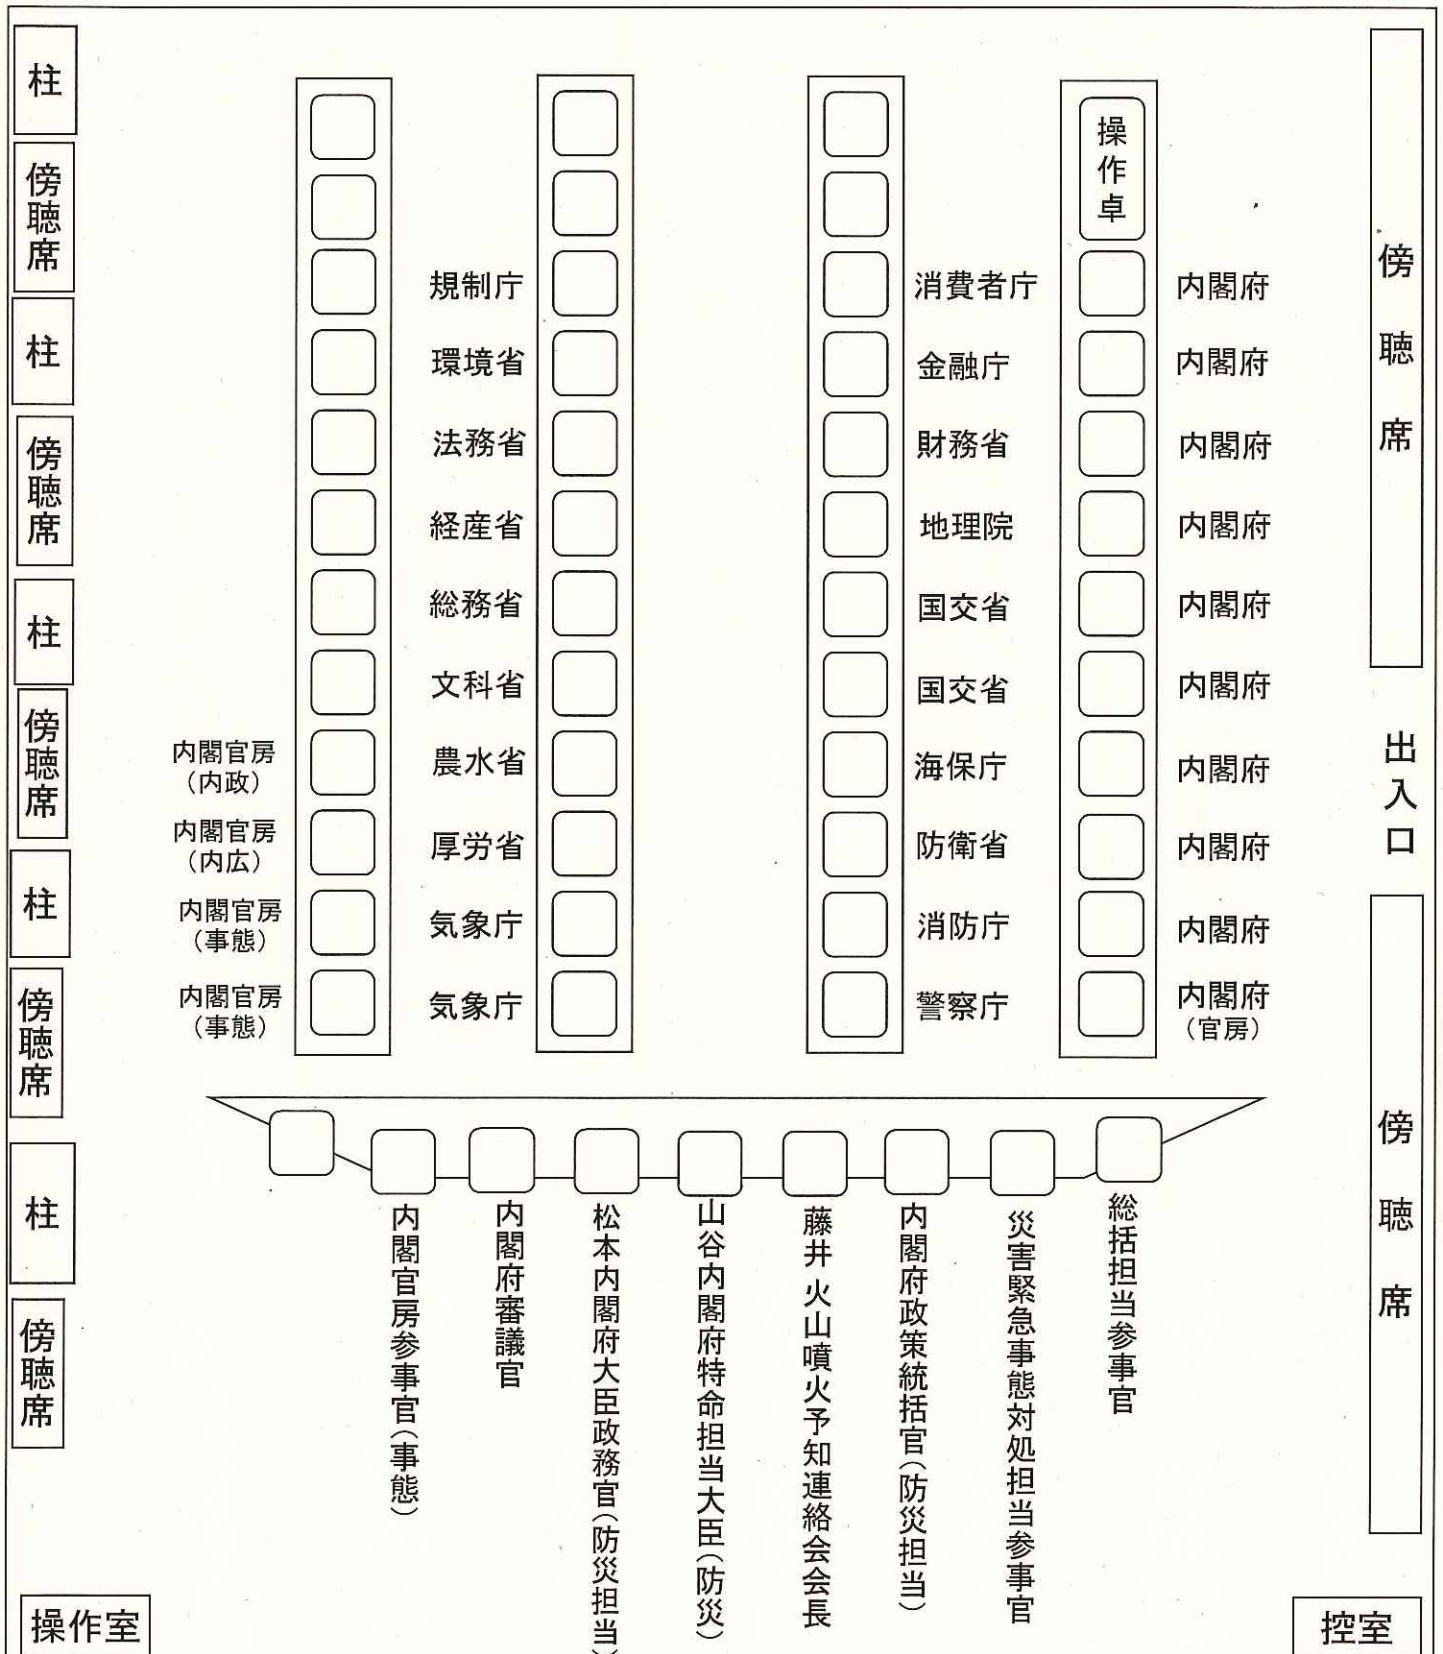 柱
傍聴席
柱
傍聴席
柱
傍聴席
柱
傍聴席
柱
傍聴席
操作室
内閣官房
（内政）
内閣官房
（内広）
内閣官房
（事態）
内閣官房
（事態）
規制庁
環境省
法務省
経産省
総務省
文科省
農水省
厚労省
気象庁
気象庁
消費者庁
金融庁
財務省
地理院
国交省
国交省
海保庁
防衛省
消防庁
警察庁
操作卓
内閣府
内閣府
内閣府
内閣府
内閣府
内閣府
内閣府
内閣府
内閣府
内閣府
（官房）
傍聴席
出入口
傍聴席
内閣官房参事官（事態）
内閣府審議官
松本内閣府大臣政務官（防災担当）
山谷内閣府特命担当大臣（防災）
藤井 火山噴火予知連絡会会長
内閣府政策統括官（防災担当）
災害緊急事態対処担当参事官
総括担当参事官
控室